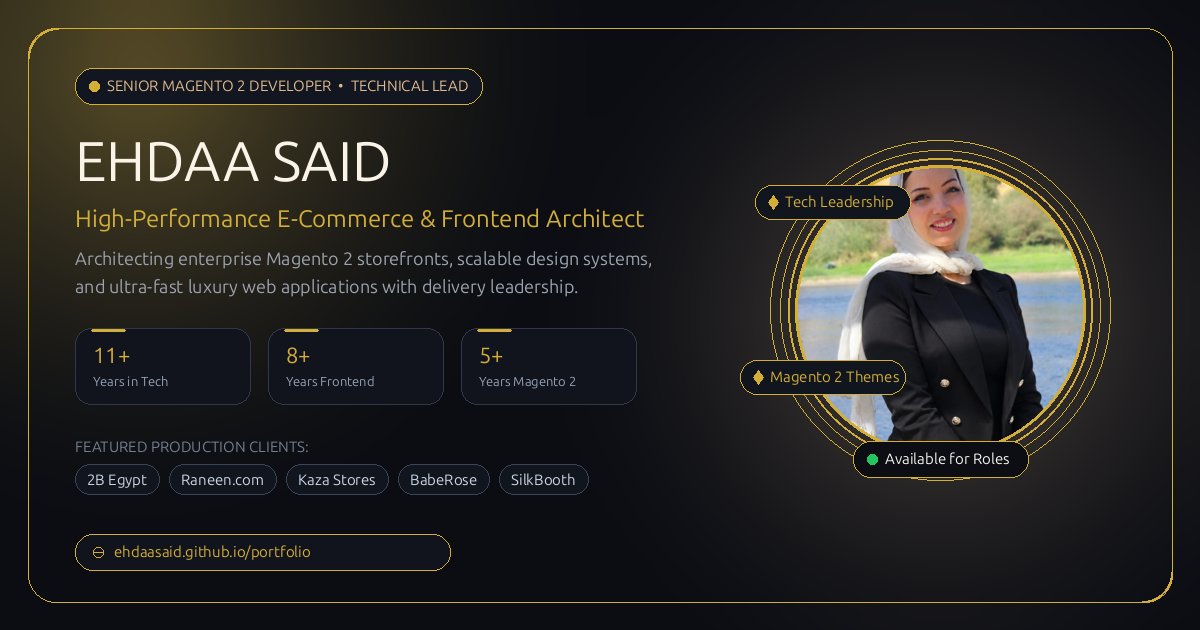 SENIOR MAGENTO 2 DEVELOPER • TECHNICAL LEAD
EHDAA SAID
High-Performance E-Commerce & Frontend Architect
Architecting enterprise Magento 2 storefronts, scalable design systems,
and ultra-fast luxury web applications with delivery leadership.
11+
Years in Tech
8+
Years Frontend
5+
Years Magento 2
FEATURED PRODUCTION CLIENTS:
2B Egypt
Raneen.com
Kaza Stores
BabeRose
SilkBooth
ehdaasaid.github.io/portfolio
Tech Leadership
Magento 2 Themes
Available for Roles